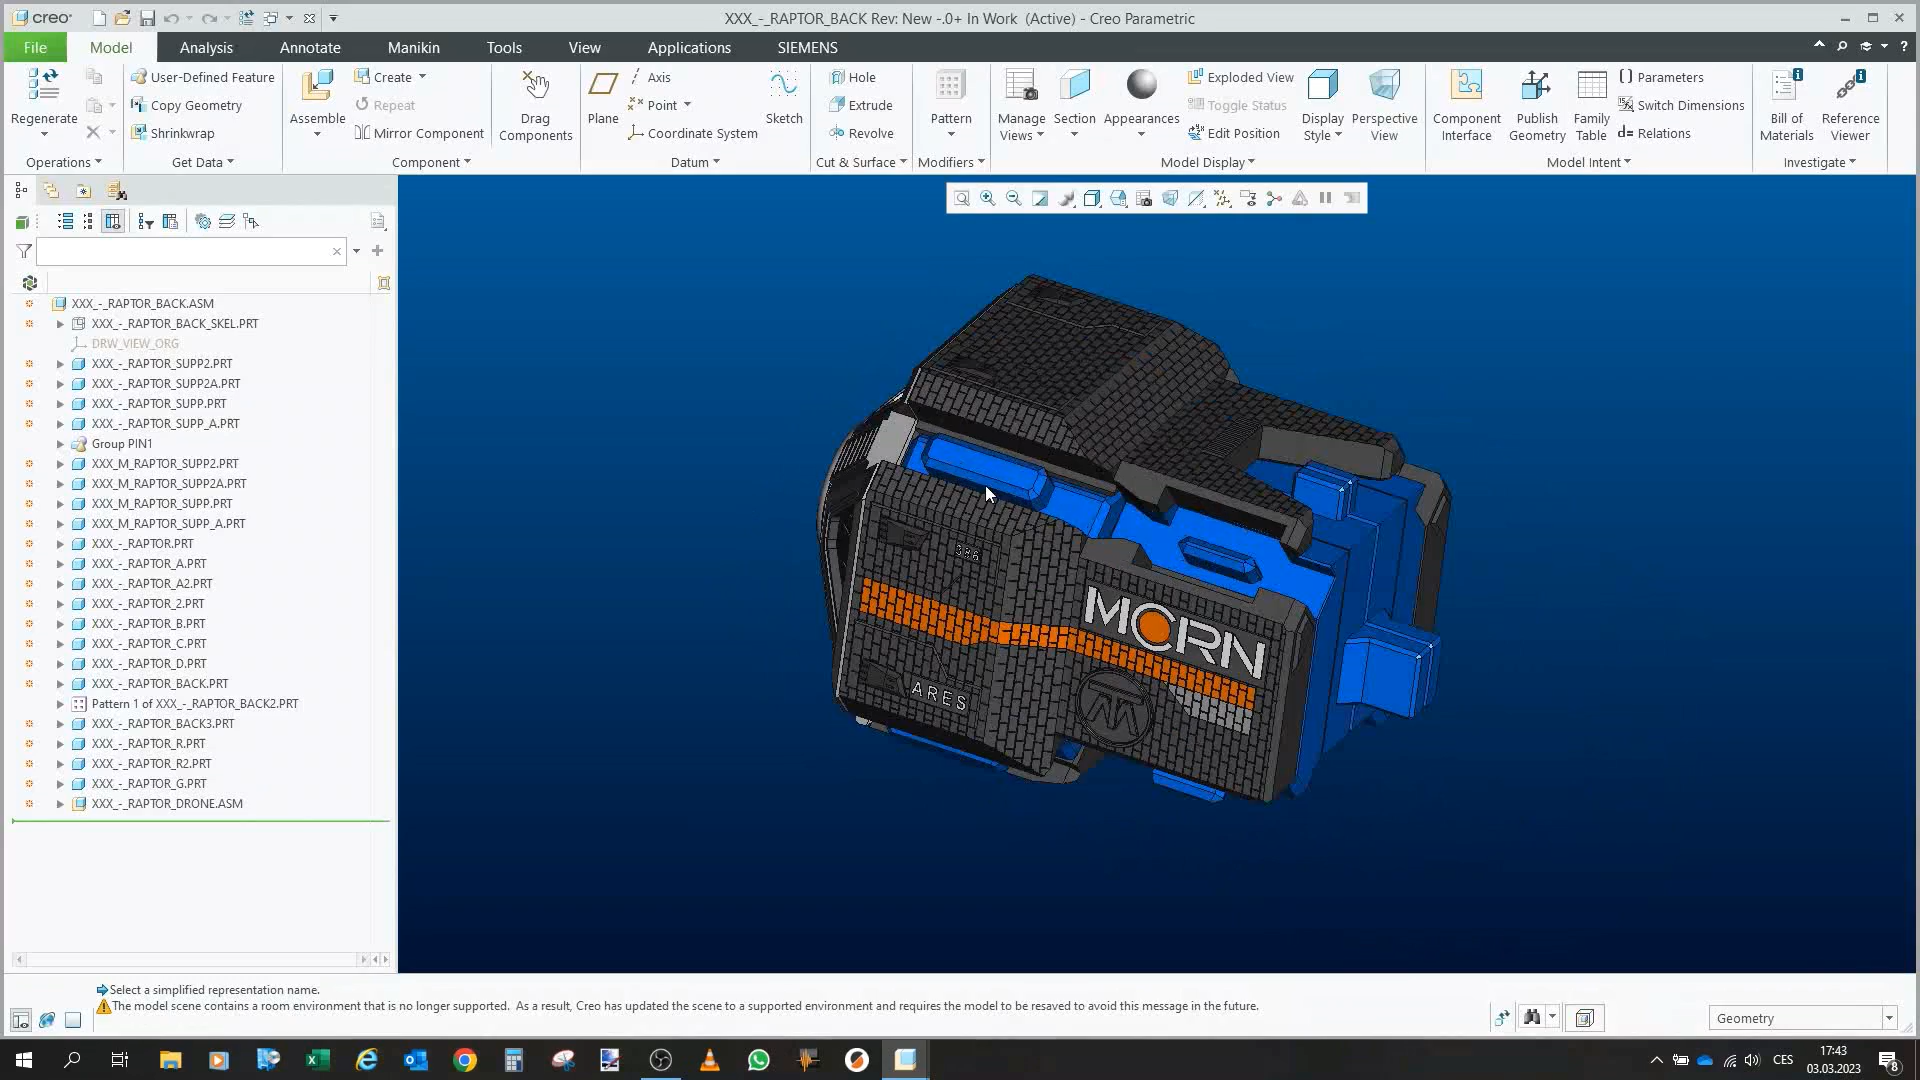 creo
XXX_-_RAPTOR_BACK Rev: New -.0+ In Work (Active) - Creo Parametric
File Model Analysis Annotate Manikin Tools View Applications SIEMENS
Regenerate
Operations
User-Defined Feature
Copy Geometry
Shrinkwrap
Get Data
Assemble
Create
Repeat
Mirror Component
Component
Drag
Components
Plane
Axis
Point
Coordinate System
Sketch
Datum
Hole
Extrude
Revolve
Cut & Surface
Pattern
Modifiers
Manage
Views
Section
Appearances
Exploded View
Toggle Status
Edit Position
Display
Style
Perspective
View
Model Display
Component
Interface
Publish
Geometry
Family
Table
Parameters
Switch Dimensions
Relations
Model Intent
Bill of
Materials
Reference
Viewer
Investigate
XXX_-_RAPTOR_BACK.ASM
XXX_-_RAPTOR_BACK_SKEL.PRT
DRW_VIEW_ORG
XXX_-_RAPTOR_SUPP2.PRT
XXX_-_RAPTOR_SUPP2A.PRT
XXX_-_RAPTOR_SUPP.PRT
XXX_-_RAPTOR_SUPP_A.PRT
Group PIN1
XXX_M_RAPTOR_SUPP2.PRT
XXX_M_RAPTOR_SUPP2A.PRT
XXX_M_RAPTOR_SUPP.PRT
XXX_M_RAPTOR_SUPP_A.PRT
XXX_-_RAPTOR.PRT
XXX_-_RAPTOR_A.PRT
XXX_-_RAPTOR_A2.PRT
XXX_-_RAPTOR_2.PRT
XXX_-_RAPTOR_B.PRT
XXX_-_RAPTOR_C.PRT
XXX_-_RAPTOR_D.PRT
XXX_-_RAPTOR_BACK.PRT
Pattern 1 of XXX_-_RAPTOR_BACK2.PRT
XXX_-_RAPTOR_BACK3.PRT
XXX_-_RAPTOR_R.PRT
XXX_-_RAPTOR_R2.PRT
XXX_-_RAPTOR_G.PRT
XXX_-_RAPTOR_DRONE.ASM
MCRN
ARES
Select a simplified representation name.
The model scene contains a room environment that is no longer supported. As a result, Creo has updated the scene to a supported environment and requires the model to be resaved to avoid this message in the future.
Geometry
CES
17:43
03.03.2023
8